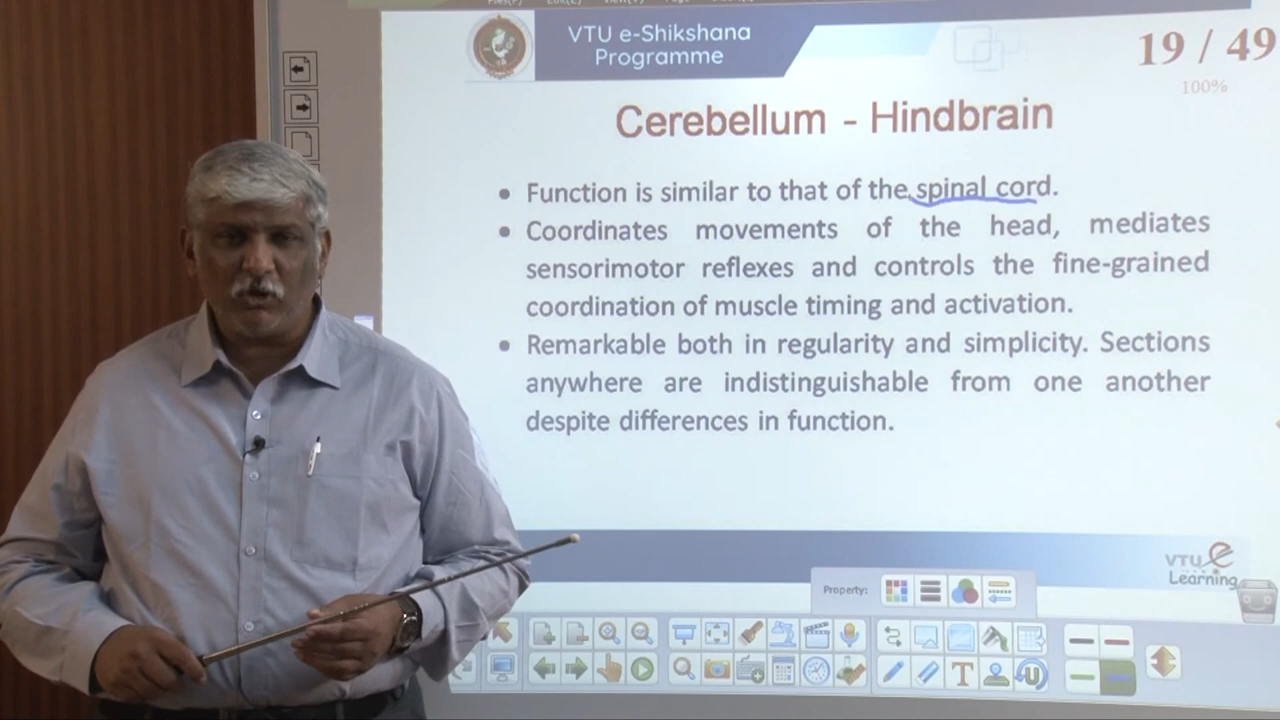 VTU e-Shikshana
Programme
19 / 49
100%
Cerebellum - Hindbrain
• Function is similar to that of the spinal cord.
• Coordinates movements of the head, mediates
sensorimotor reflexes and controls the fine-grained
coordination of muscle timing and activation.
• Remarkable both in regularity and simplicity. Sections
anywhere are indistinguishable from one another
despite differences in function.
VTU e
Learning
Property:
T